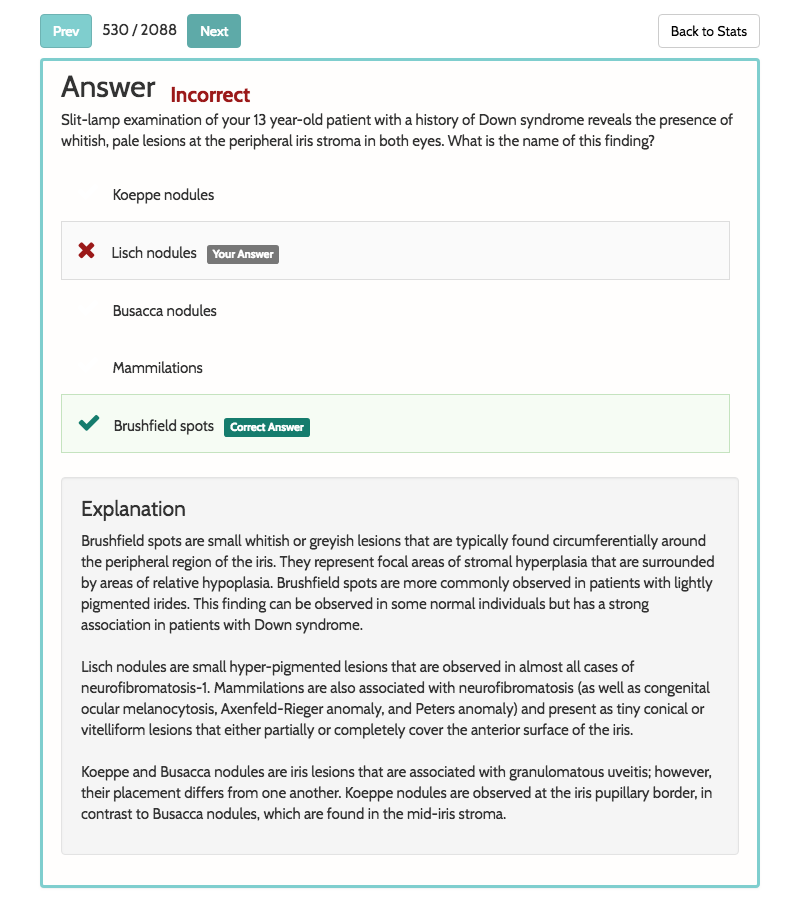 Prev 530 / 2088 Next Back to Stats
Answer Incorrect
Slit-lamp examination of your 13 year-old patient with a history of Down syndrome reveals the presence of
whitish, pale lesions at the peripheral iris stroma in both eyes. What is the name of this finding?
Koeppe nodules
Lisch nodules Your Answer
Busacca nodules
Mammilations
Brushfield spots Correct Answer
Explanation
Brushfield spots are small whitish or greyish lesions that are typically found circumferentially around
the peripheral region of the iris. They represent focal areas of stromal hyperplasia that are surrounded
by areas of relative hypoplasia. Brushfield spots are more commonly observed in patients with lightly
pigmented irides. This finding can be observed in some normal individuals but has a strong
association in patients with Down syndrome.
Lisch nodules are small hyper-pigmented lesions that are observed in almost all cases of
neurofibromatosis-1. Mammilations are also associated with neurofibromatosis (as well as congenital
ocular melanocytosis, Axenfeld-Rieger anomaly, and Peters anomaly) and present as tiny conical or
vitelliform lesions that either partially or completely cover the anterior surface of the iris.
Koeppe and Busacca nodules are iris lesions that are associated with granulomatous uveitis; however,
their placement differs from one another. Koeppe nodules are observed at the iris pupillary border, in
contrast to Busacca nodules, which are found in the mid-iris stroma.